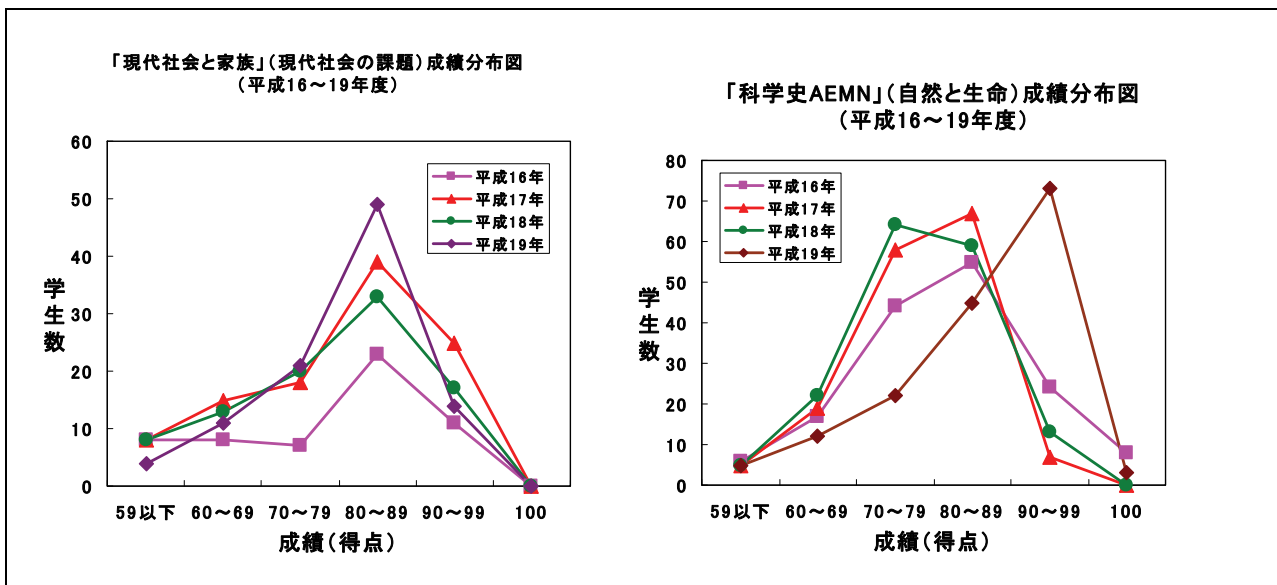 「現代社会と家族」(現代社会の課題)成績分布図
(平成16～19年度)
60
50
40
30
20
10
0
学生数
平成16年
平成17年
平成18年
平成19年
59以下 60～69 70～79 80～89 90～99 100
成績(得点)
「科学史AEMN」(自然と生命)成績分布図
(平成16～19年度)
80
70
60
50
40
30
20
10
0
学生数
平成16年
平成17年
平成18年
平成19年
59以下 60～69 70～79 80～89 90～99 100
成績(得点)